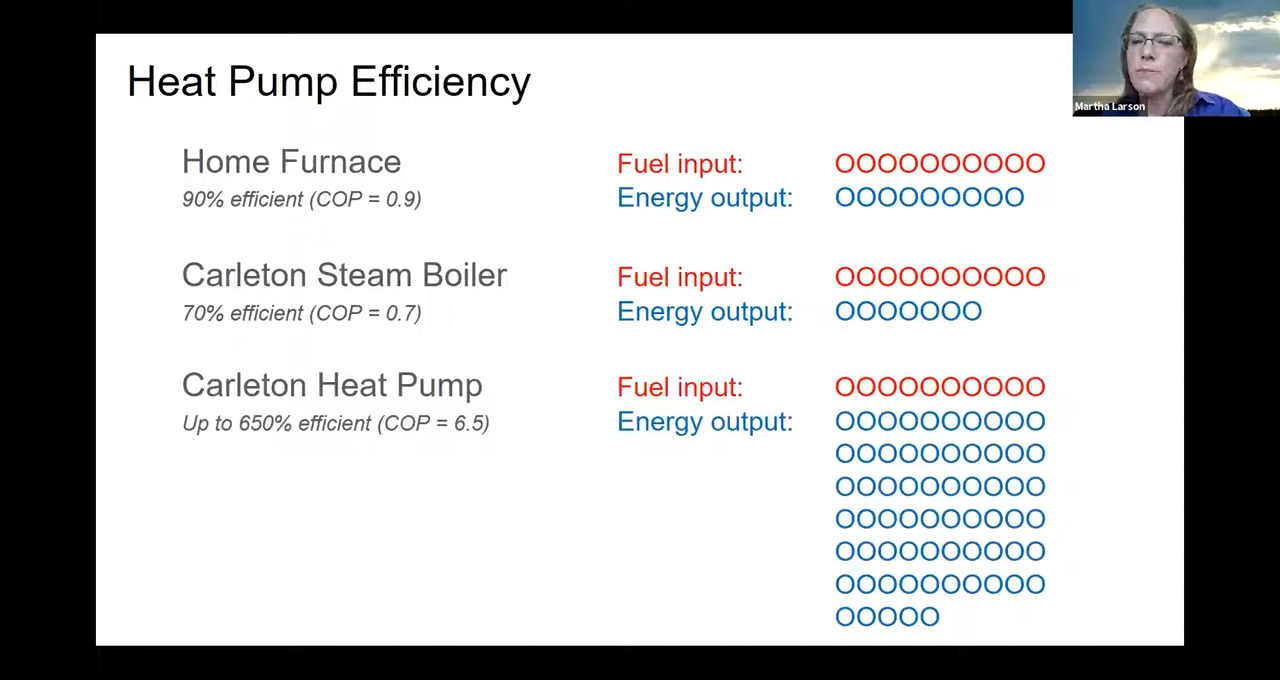 Heat Pump Efficiency
Martha Larson
Home Furnace
90% efficient (COP = 0.9)
Fuel input: OOOOOOOOOO
Energy output: OOOOOOOOO
Carleton Steam Boiler
70% efficient (COP = 0.7)
Fuel input: OOOOOOOOOO
Energy output: OOOOOOO
Carleton Heat Pump
Up to 650% efficient (COP = 6.5)
Fuel input: OOOOOOOOOO
Energy output: OOOOOOOOOO
OOOOOOOOOO
OOOOOOOOOO
OOOOOOOOOO
OOOOOOOOOO
OOOOOOOOOO
OOOOO